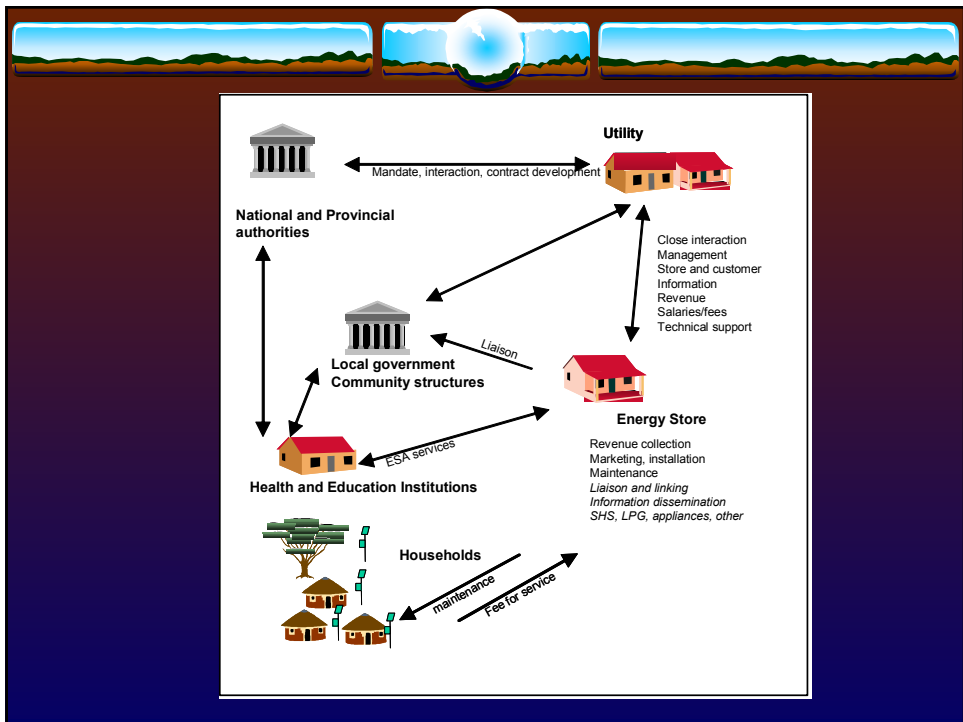 Utility
Mandate, interaction, contract development
National and Provincial
authorities
Close interaction
Management
Store and customer
Information
Revenue
Salaries/fees
Technical support
Liaison
Local government
Community structures
Energy Store
ESA services
Revenue collection
Marketing, installation
Maintenance
Liaison and linking
Information dissemination
SHS, LPG, appliances, other
Health and Education Institutions
Households
maintenance
Fee for service